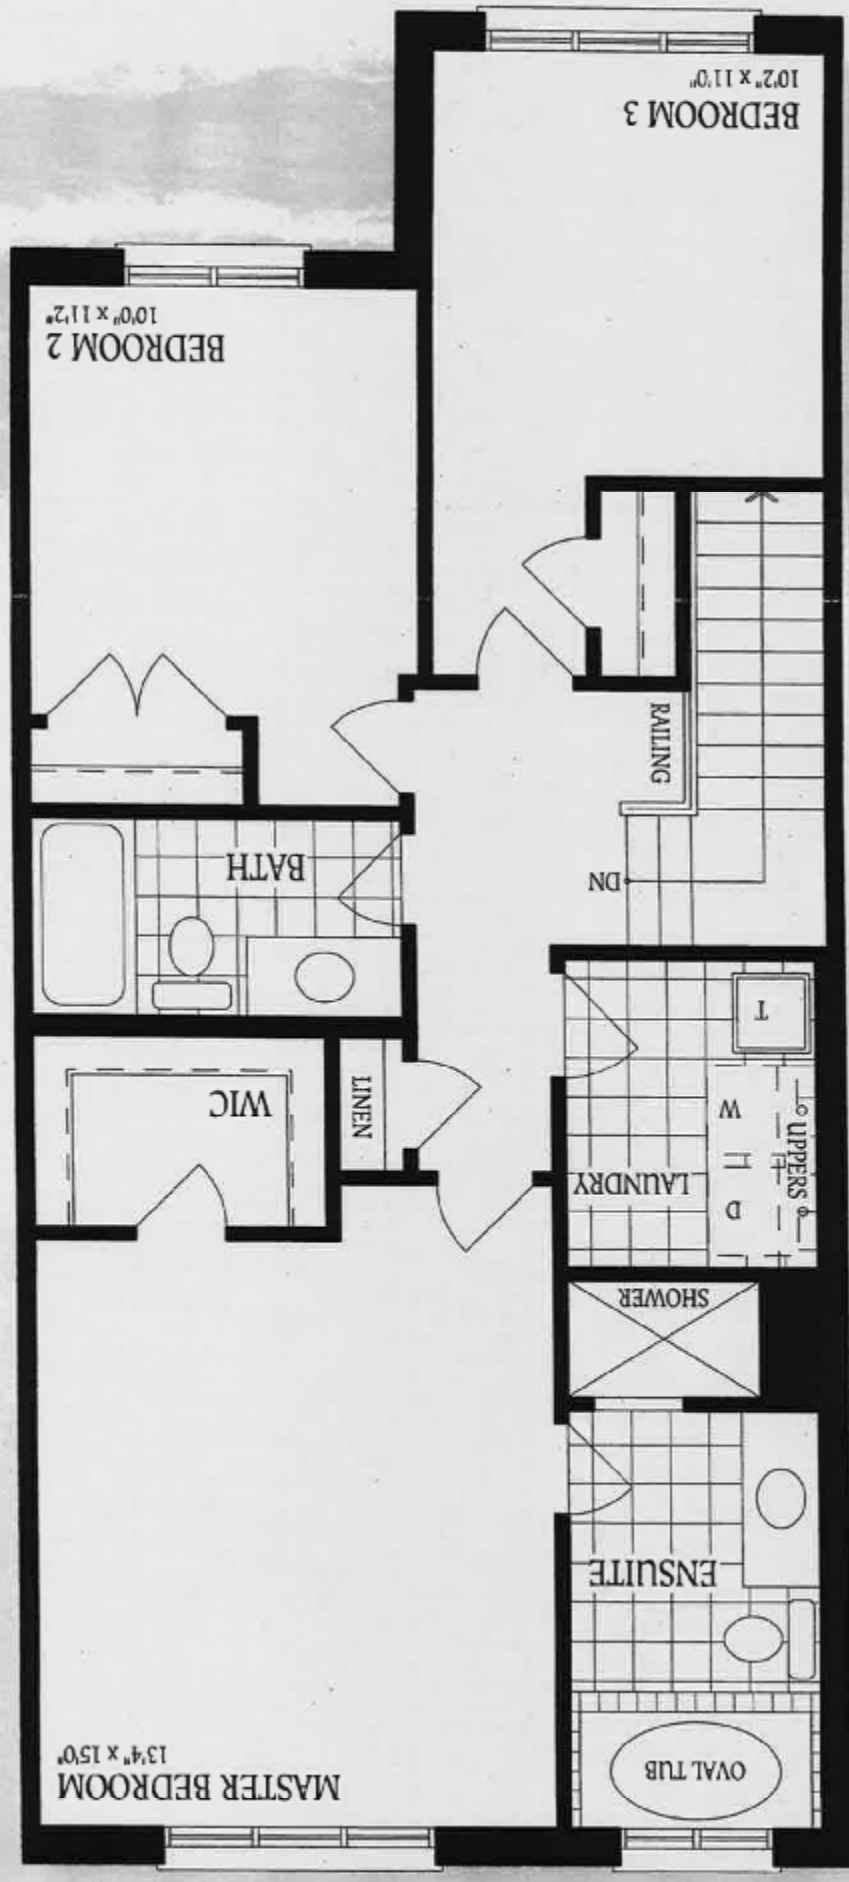 MASTER BEDROOM
13'4" x 15'0"
OVAL TUB
ENSUITE
SHOWER
WIC
LINEN
LAUNDRY
D
W
UPPERS
T
BATH
DN
RAILING
BEDROOM 2
10'0" x 11'2"
BEDROOM 3
10'2" x 11'0"